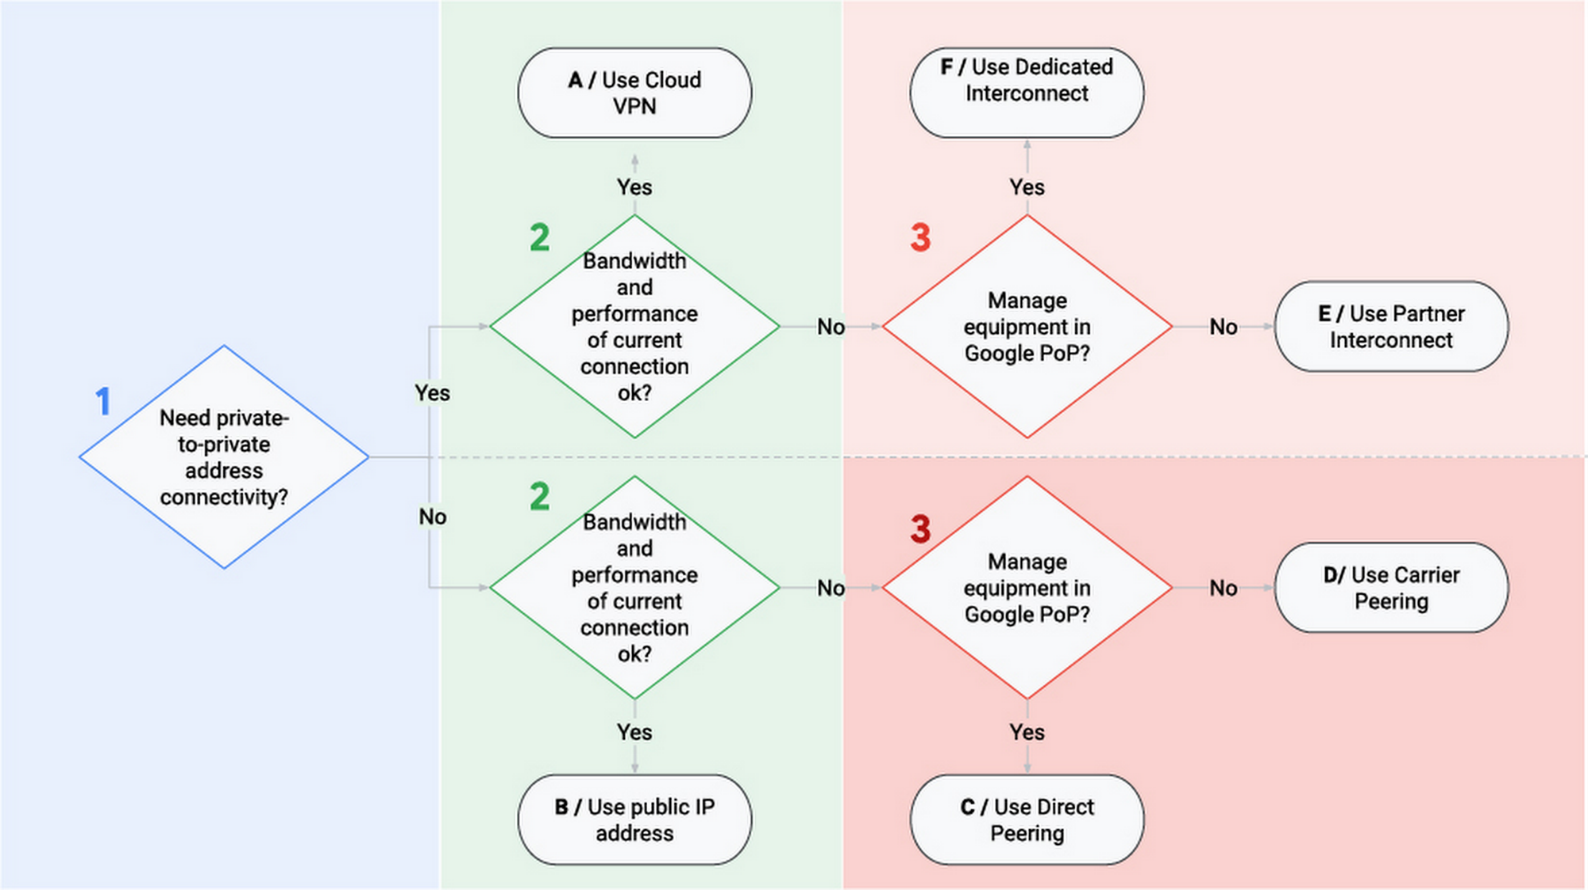 A / Use Cloud
VPN
F / Use Dedicated
Interconnect
Yes
Yes
2
3
Bandwidth
and
performance
of current
connection
ok?
No
Manage
equipment in
Google PoP?
No
E / Use Partner
Interconnect
1
Need private-
to-private
address
connectivity?
Yes
No
2
3
Bandwidth
and
performance
of current
connection
ok?
No
Manage
equipment in
Google PoP?
No
D/ Use Carrier
Peering
Yes
Yes
B / Use public IP
address
C / Use Direct
Peering